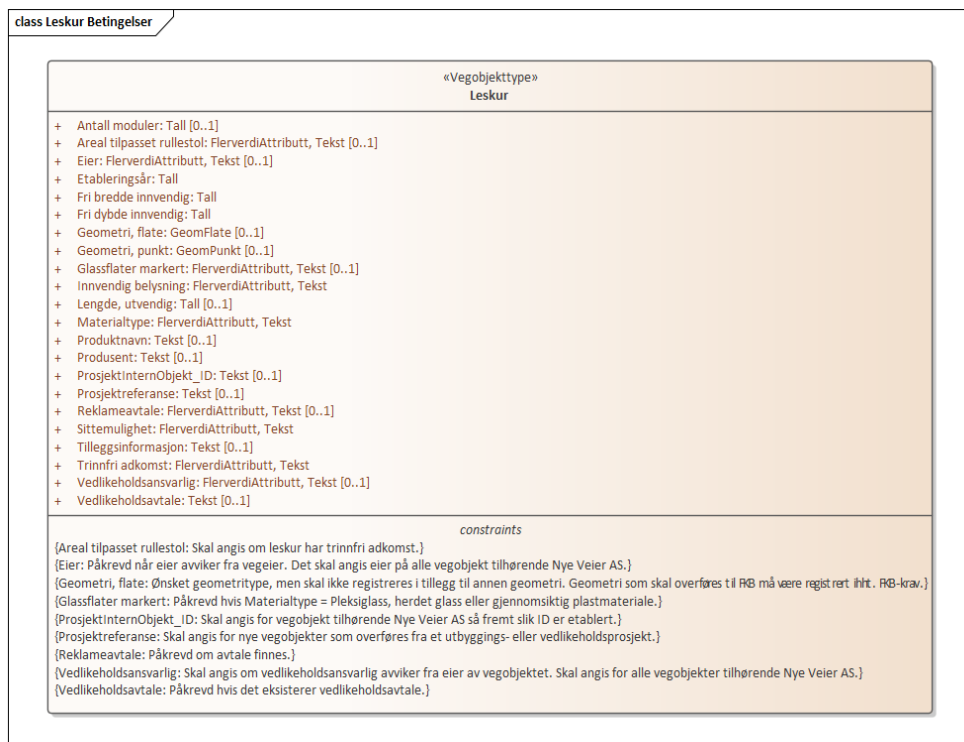 class Leskur Betingelser
«Vegobjekttype»
Leskur
+ Antall moduler: Tall [0..1]
+ Areal tilpasset rullestol: FlerverdiAttributt, Tekst [0..1]
+ Eier: FlerverdiAttributt, Tekst [0..1]
+ Etableringsår: Tall
+ Fri bredde innvendig: Tall
+ Fri dybde innvendig: Tall
+ Geometri, flate: GeomFlate [0..1]
+ Geometri, punkt: GeomPunkt [0..1]
+ Glassflater markert: FlerverdiAttributt, Tekst [0..1]
+ Innvendig belysning: FlerverdiAttributt, Tekst
+ Lengde, utvendig: Tall [0..1]
+ Materialtype: FlerverdiAttributt, Tekst
+ Produktnavn: Tekst [0..1]
+ Produsent: Tekst [0..1]
+ ProsjektInternObjekt_ID: Tekst [0..1]
+ Prosjektreferanse: Tekst [0..1]
+ Reklameavtale: FlerverdiAttributt, Tekst [0..1]
+ Sittemulighet: FlerverdiAttributt, Tekst
+ Tilleggsinformasjon: Tekst [0..1]
+ Trinnfri adkomst: FlerverdiAttributt, Tekst
+ Vedlikeholdsansvarlig: FlerverdiAttributt, Tekst [0..1]
+ Vedlikeholdsavtale: Tekst [0..1]
constraints
{Areal tilpasset rullestol: Skal angis om leskur har trinnfri adkomst.}
{Eier: Påkrevd når eier avviker fra vegeier. Det skal angis eier på alle vegobjekt tilhørende Nye Veier AS.}
{Geometri, flate: Ønsket geometritype, men skal ikke registreres i tillegg til annen geometri. Geometri som skal overføres til FKB må være registrert ihht. FKB-krav.}
{Glassflater markert: Påkrevd hvis Materialtype = Pleksiglass, herdet glass eller gjennomsiktig plastmateriale.}
{ProsjektInternObjekt_ID: Skal angis for vegobjekt tilhørende Nye Veier AS så fremt slik ID er etablert.}
{Prosjektreferanse: Skal angis for nye vegobjekter som overføres fra et utbyggings- eller vedlikeholdsprosjekt.}
{Reklameavtale: Påkrevd om avtale finnes.}
{Vedlikeholdsansvarlig: Skal angis om vedlikeholdsansvarlig avviker fra eier av vegobjektet. Skal angis for alle vegobjekter tilhørende Nye Veier AS.}
{Vedlikeholdsavtale: Påkrevd hvis det eksisterer vedlikeholdsavtale.}